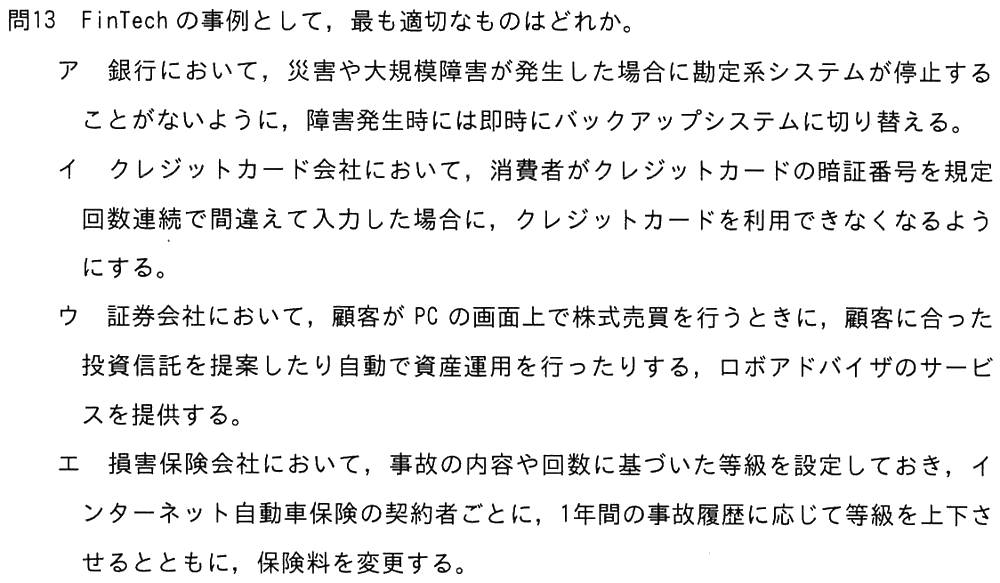 問13 FinTech の事例として，最も適切なものはどれか。
ア 銀行において，災害や大規模障害が発生した場合に勘定系システムが停止する
ことがないように，障害発生時には即時にバックアップシステムに切り替える。
イ クレジットカード会社において，消費者がクレジットカードの暗証番号を規定
回数連続で間違えて入力した場合に，クレジットカードを利用できなくなるよう
にする。
ウ 証券会社において，顧客が PC の画面上で株式売買を行うときに，顧客に合った
投資信託を提案したり自動で資産運用を行ったりする，ロボアドバイザのサービ
スを提供する。
エ 損害保険会社において，事故の内容や回数に基づいた等級を設定しておき，イ
ンターネット自動車保険の契約者ごとに，1年間の事故履歴に応じて等級を上下さ
せるとともに，保険料を変更する。